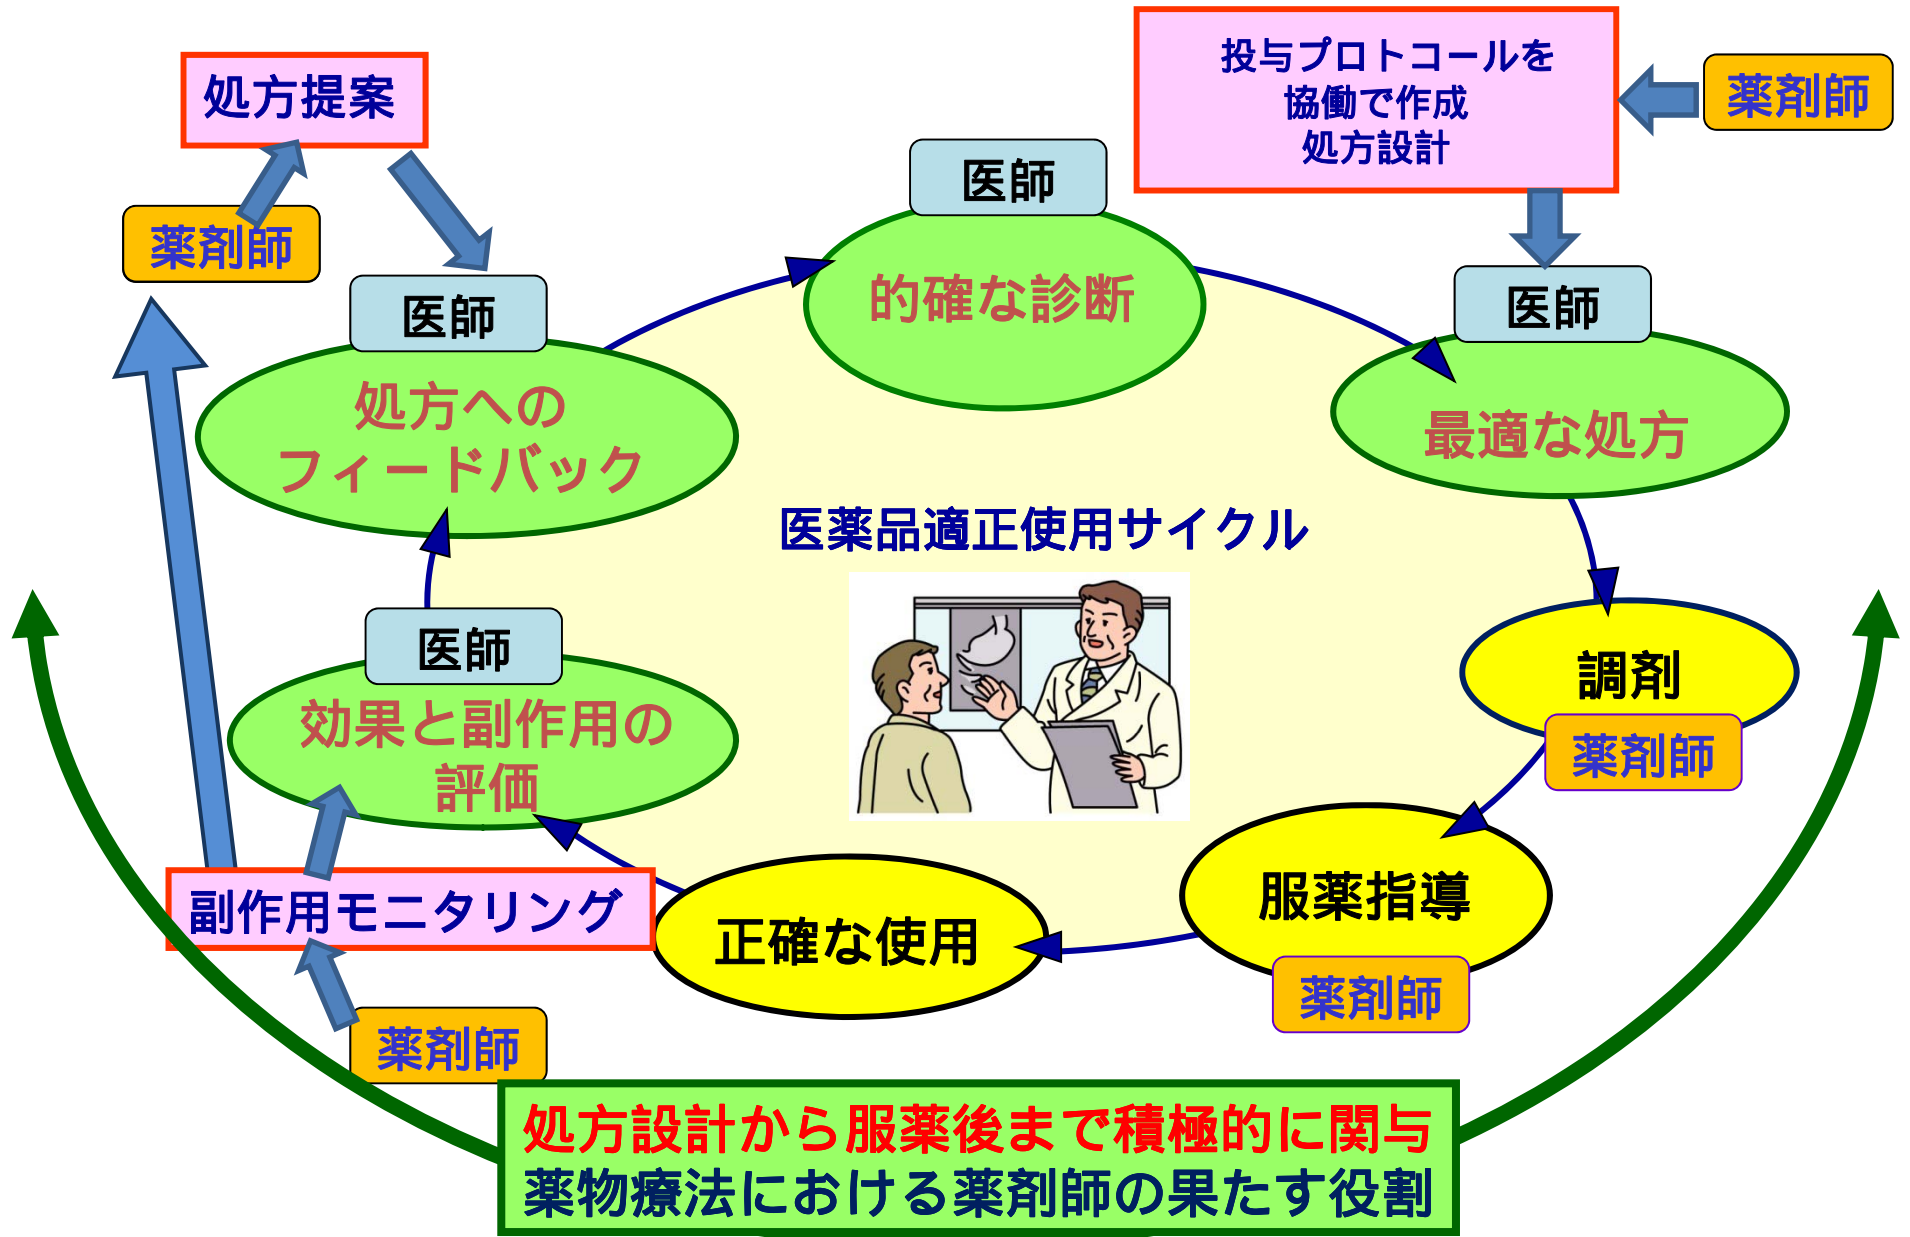 処方提案
投与プロトコールを
協働で作成
処方設計
薬剤師
医師
的確な診断
薬剤師
医師
処方への
フィードバック
医師
最適な処方
医薬品適正使用サイクル
医師
効果と副作用の
評価
調剤
薬剤師
服薬指導
薬剤師
正確な使用
副作用モニタリング
薬剤師
処方設計から服薬後まで積極的に関与
薬物療法における薬剤師の果たす役割